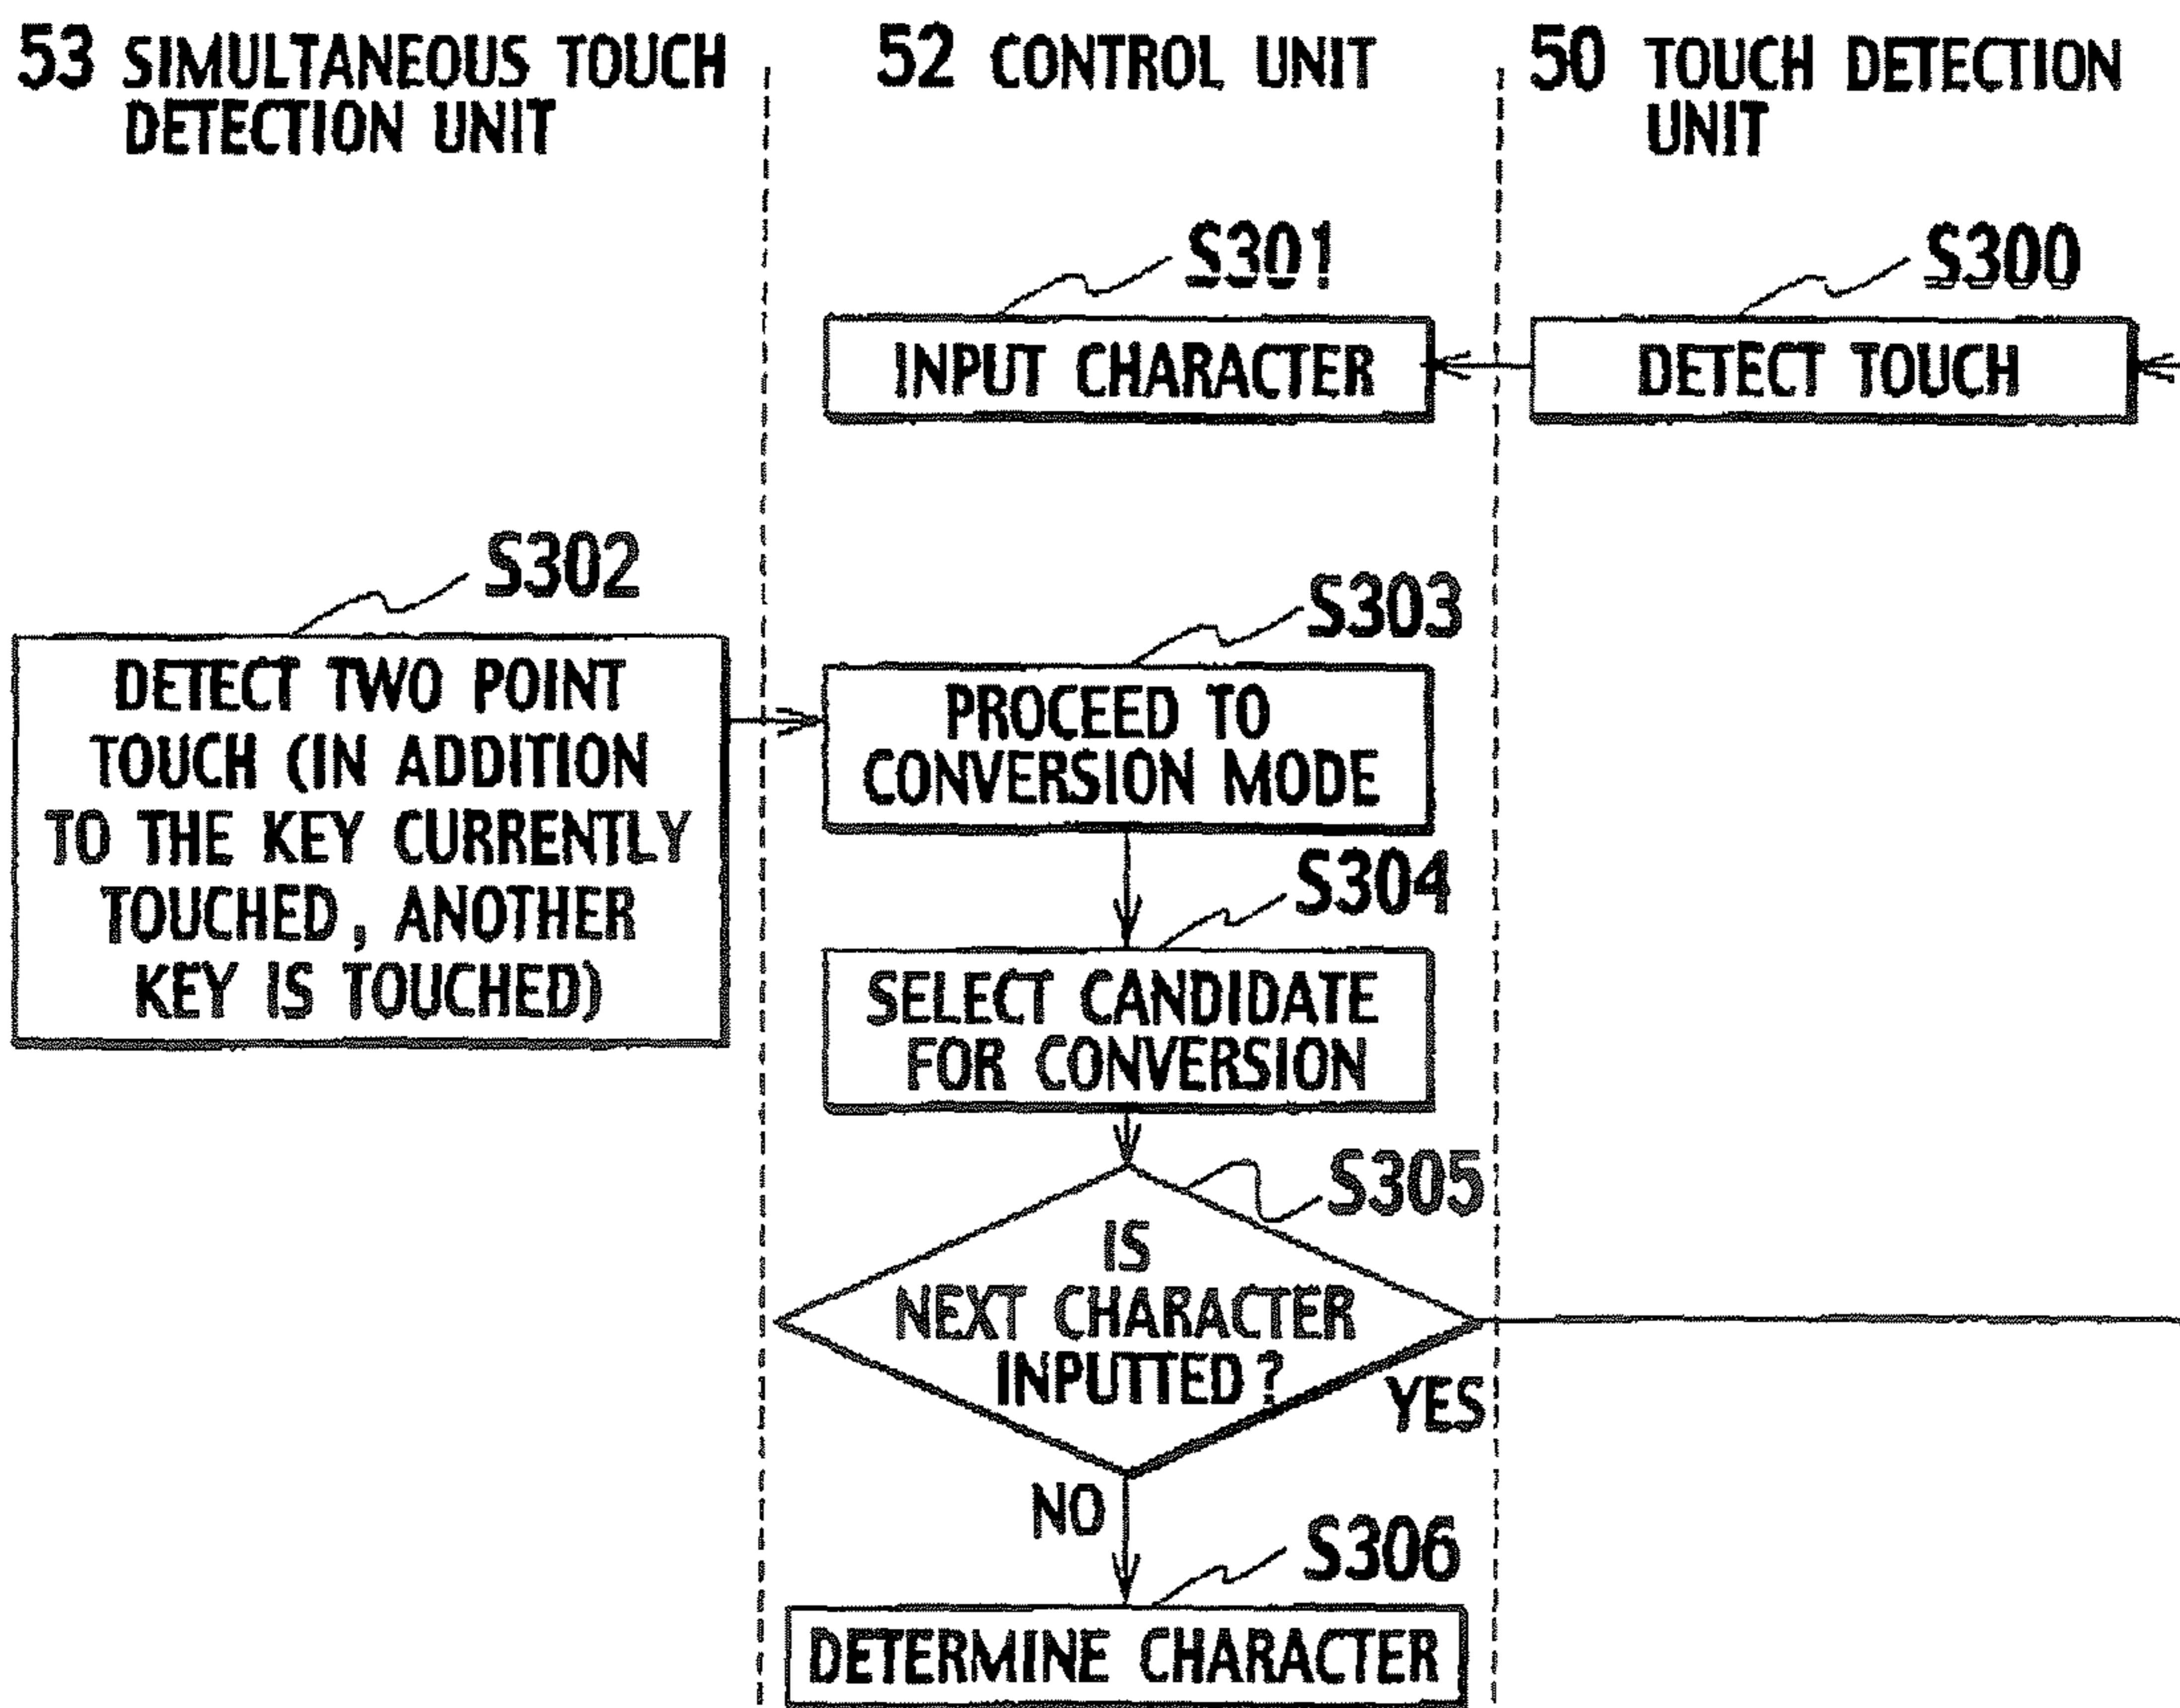 53 SIMULTANEOUS TOUCH
DETECTION UNIT
52 CONTROL UNIT
50 TOUCH DETECTION
UNIT
S301
INPUT CHARACTER
S300
DETECT TOUCH
S302
DETECT TWO POINT
TOUCH (IN ADDITION
TO THE KEY CURRENTLY
TOUCHED, ANOTHER
KEY IS TOUCHED)
S303
PROCEED TO
CONVERSION MODE
S304
SELECT CANDIDATE
FOR CONVERSION
S305
IS
NEXT CHARACTER
INPUTTED?
YES
NO
S306
DETERMINE CHARACTER